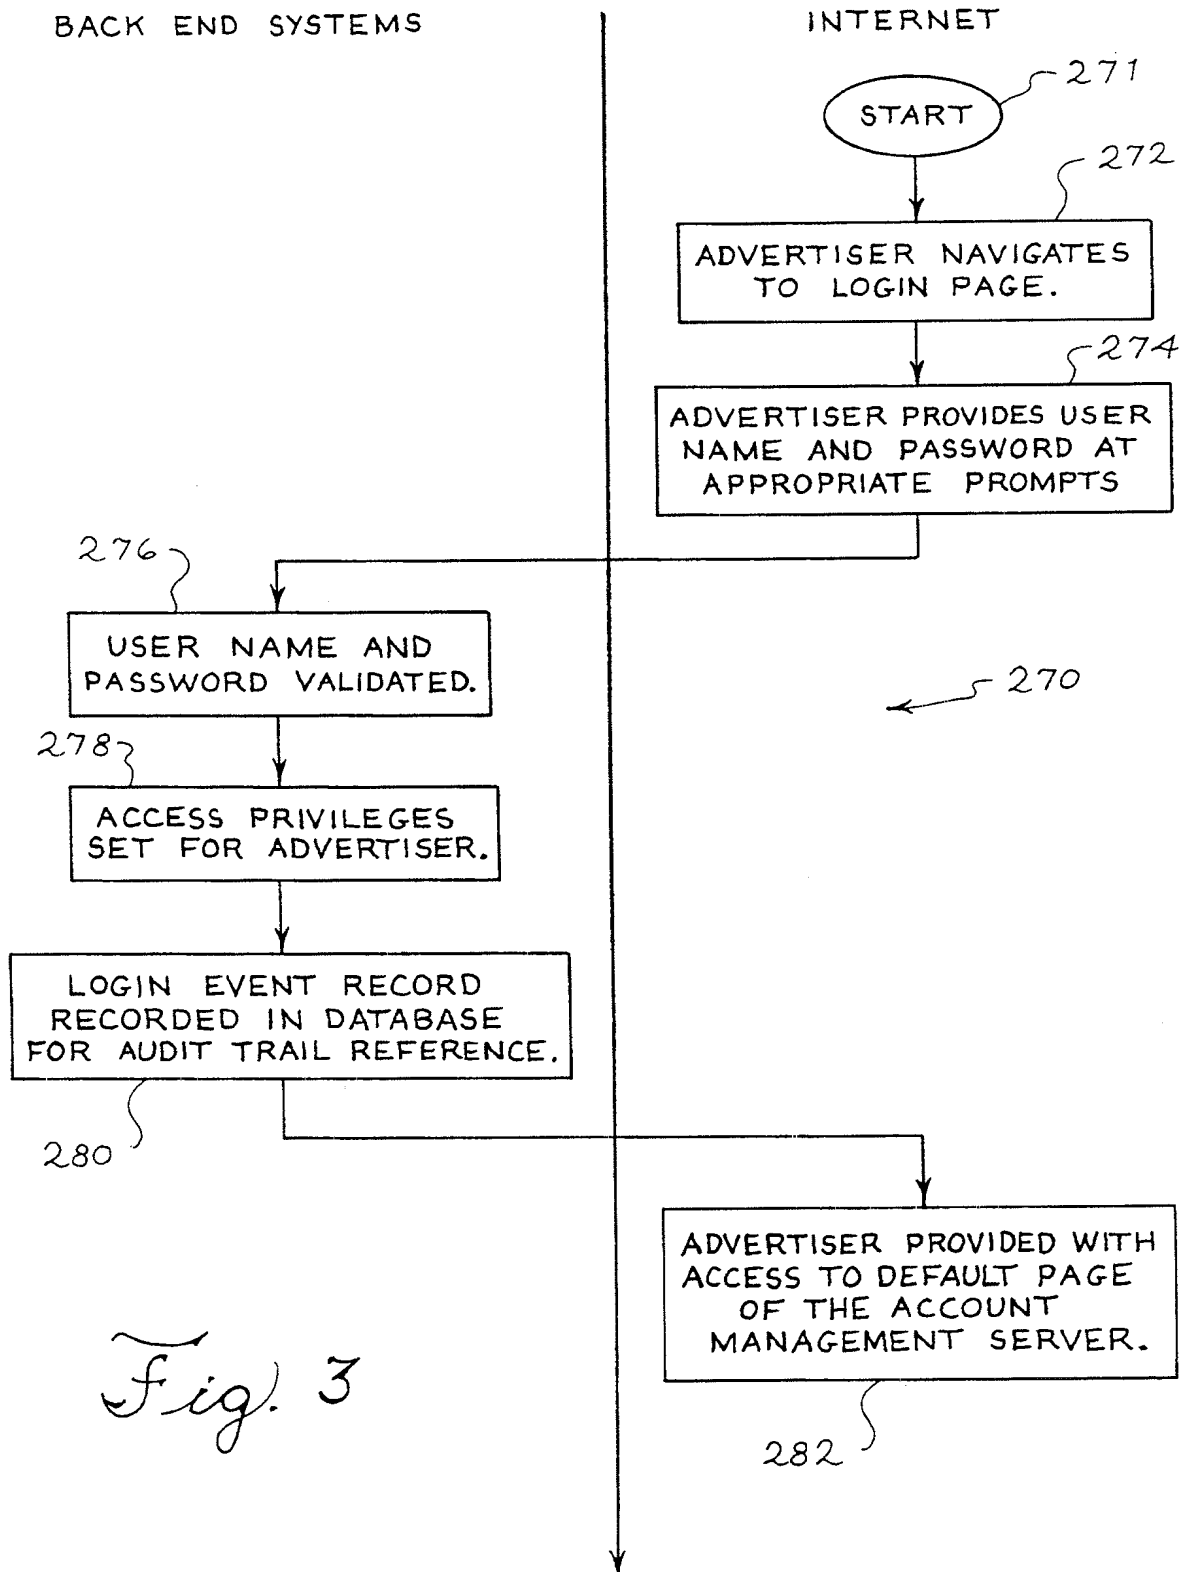 BACK END SYSTEMS
INTERNET
START
271
272
ADVERTISER NAVIGATES
TO LOGIN PAGE.
274
ADVERTISER PROVIDES USER
NAME AND PASSWORD AT
APPROPRIATE PROMPTS
276
USER NAME AND
PASSWORD VALIDATED.
270
278
ACCESS PRIVILEGES
SET FOR ADVERTISER.
LOGIN EVENT RECORD
RECORDED IN DATABASE
FOR AUDIT TRAIL REFERENCE.
280
ADVERTISER PROVIDED WITH
ACCESS TO DEFAULT PAGE
OF THE ACCOUNT
MANAGEMENT SERVER.
282
Fig. 3